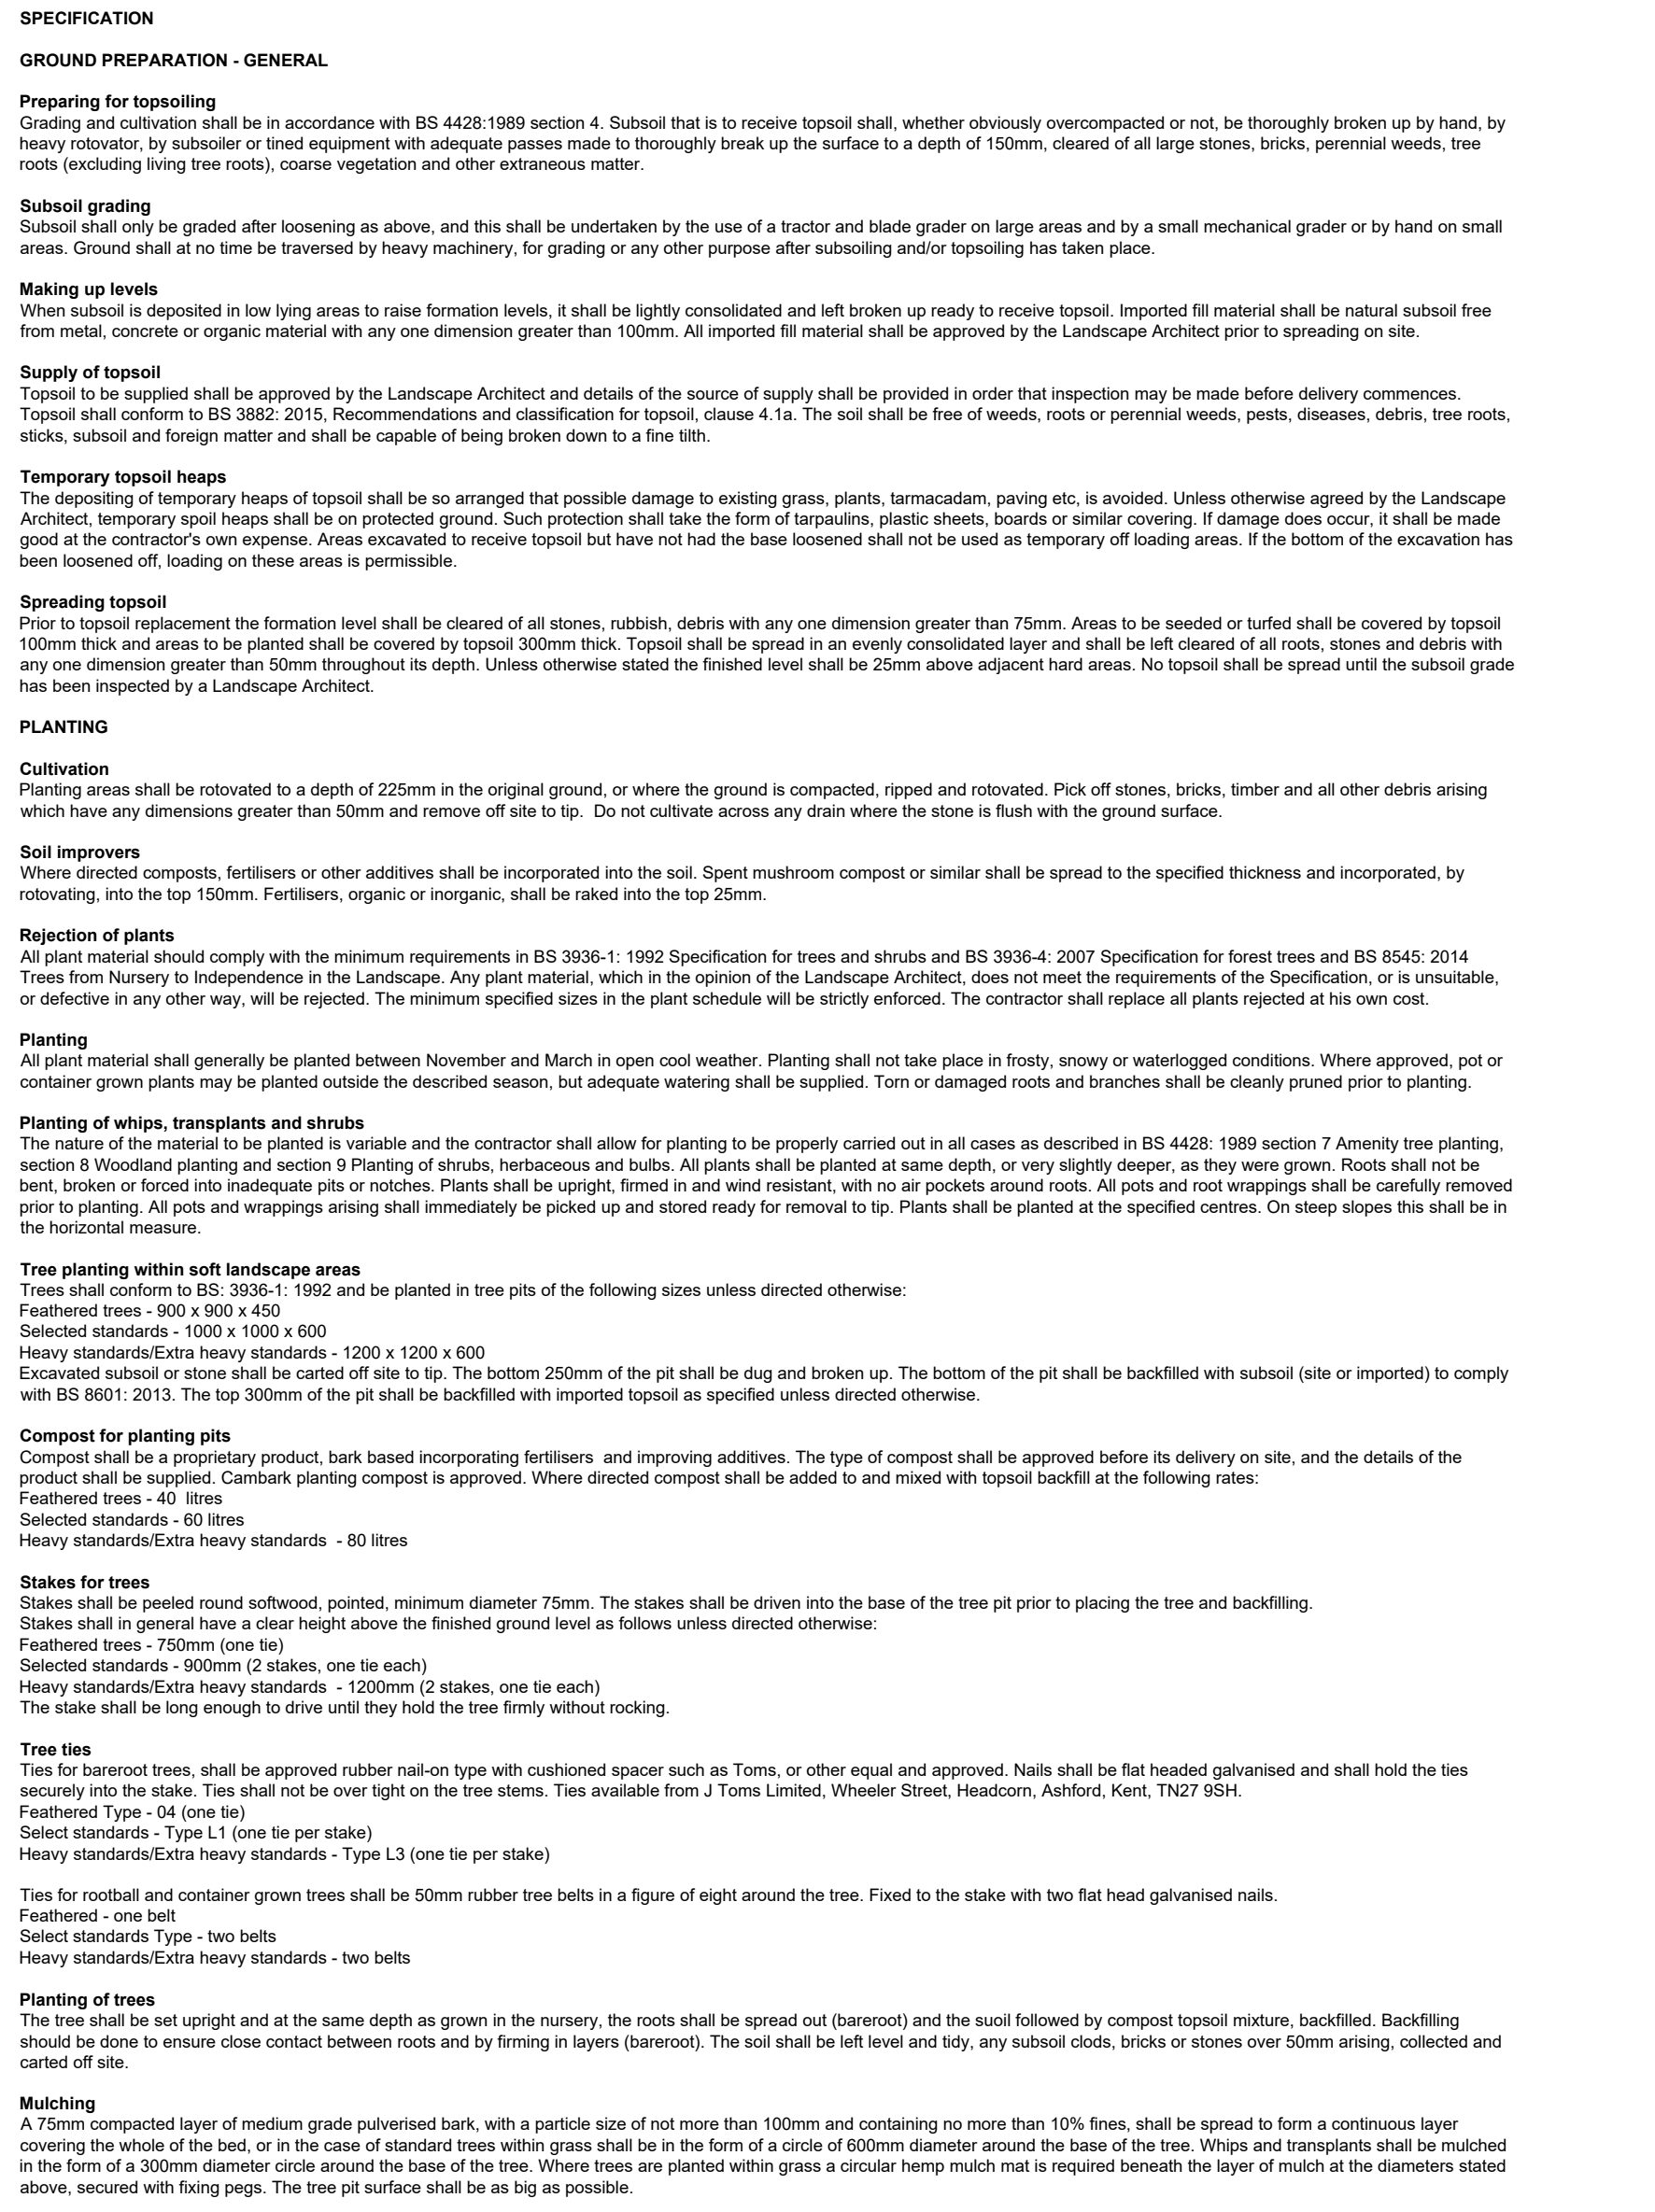 SPECIFICATION
GROUND PREPARATION - GENERAL
Preparing for topsoiling
Grading and cultivation shall be in accordance with BS 4428:1989 section 4. Subsoil that is to receive topsoil shall, whether obviously overcompacted or not, be thoroughly broken up by hand, by
heavy rotovator, by subsoiler or tined equipment with adequate passes made to thoroughly break up the surface to a depth of 150mm, cleared of all large stones, bricks, perennial weeds, tree
roots (excluding living tree roots), coarse vegetation and other extraneous matter.
Subsoil grading
Subsoil shall only be graded after loosening as above, and this shall be undertaken by the use of a tractor and blade grader on large areas and by a small mechanical grader or by hand on small
areas. Ground shall at no time be traversed by heavy machinery, for grading or any other purpose after subsoiling and/or topsoiling has taken place.
Making up levels
When subsoil is deposited in low lying areas to raise formation levels, it shall be lightly consolidated and left broken up ready to receive topsoil. Imported fill material shall be natural subsoil free
from metal, concrete or organic material with any one dimension greater than 100mm. All imported fill material shall be approved by the Landscape Architect prior to spreading on site.
Supply of topsoil
Topsoil to be supplied shall be approved by the Landscape Architect and details of the source of supply shall be provided in order that inspection may be made before delivery commences.
Topsoil shall conform to BS 3882: 2015, Recommendations and classification for topsoil, clause 4.1a. The soil shall be free of weeds, roots or perennial weeds, pests, diseases, debris, tree roots,
sticks, subsoil and foreign matter and shall be capable of being broken down to a fine tilth.
Temporary topsoil heaps
The depositing of temporary heaps of topsoil shall be so arranged that possible damage to existing grass, plants, tarmacadam, paving etc, is avoided. Unless otherwise agreed by the Landscape
Architect, temporary spoil heaps shall be on protected ground. Such protection shall take the form of tarpaulins, plastic sheets, boards or similar covering. If damage does occur, it shall be made
good at the contractor's own expense. Areas excavated to receive topsoil but have not had the base loosened shall not be used as temporary off loading areas. If the bottom of the excavation has
been loosened off, loading on these areas is permissible.
Spreading topsoil
Prior to topsoil replacement the formation level shall be cleared of all stones, rubbish, debris with any one dimension greater than 75mm. Areas to be seeded or turfed shall be covered by topsoil
100mm thick and areas to be planted shall be covered by topsoil 300mm thick. Topsoil shall be spread in an evenly consolidated layer and shall be left cleared of all roots, stones and debris with
any one dimension greater than 50mm throughout its depth. Unless otherwise stated the finished level shall be 25mm above adjacent hard areas. No topsoil shall be spread until the subsoil grade
has been inspected by a Landscape Architect.
PLANTING
Cultivation
Planting areas shall be rotovated to a depth of 225mm in the original ground, or where the ground is compacted, ripped and rotovated. Pick off stones, bricks, timber and all other debris arising
which have any dimensions greater than 50mm and remove off site to tip.  Do not cultivate across any drain where the stone is flush with the ground surface.
Soil improvers
Where directed composts, fertilisers or other additives shall be incorporated into the soil. Spent mushroom compost or similar shall be spread to the specified thickness and incorporated, by
rotovating, into the top 150mm. Fertilisers, organic or inorganic, shall be raked into the top 25mm.
Rejection of plants
All plant material should comply with the minimum requirements in BS 3936-1: 1992 Specification for trees and shrubs and BS 3936-4: 2007 Specification for forest trees and BS 8545: 2014
Trees from Nursery to Independence in the Landscape. Any plant material, which in the opinion of the Landscape Architect, does not meet the requirements of the Specification, or is unsuitable,
or defective in any other way, will be rejected. The minimum specified sizes in the plant schedule will be strictly enforced. The contractor shall replace all plants rejected at his own cost.
Planting
All plant material shall generally be planted between November and March in open cool weather. Planting shall not take place in frosty, snowy or waterlogged conditions. Where approved, pot or
container grown plants may be planted outside the described season, but adequate watering shall be supplied. Torn or damaged roots and branches shall be cleanly pruned prior to planting.
Planting of whips, transplants and shrubs
The nature of the material to be planted is variable and the contractor shall allow for planting to be properly carried out in all cases as described in BS 4428: 1989 section 7 Amenity tree planting,
section 8 Woodland planting and section 9 Planting of shrubs, herbaceous and bulbs. All plants shall be planted at same depth, or very slightly deeper, as they were grown. Roots shall not be
bent, broken or forced into inadequate pits or notches. Plants shall be upright, firmed in and wind resistant, with no air pockets around roots. All pots and root wrappings shall be carefully removed
prior to planting. All pots and wrappings arising shall immediately be picked up and stored ready for removal to tip. Plants shall be planted at the specified centres. On steep slopes this shall be in
the horizontal measure.
Tree planting within soft landscape areas
Trees shall conform to BS: 3936-1: 1992 and be planted in tree pits of the following sizes unless directed otherwise:
Feathered trees - 900 x 900 x 450
Selected standards - 1000 x 1000 x 600
Heavy standards/Extra heavy standards - 1200 x 1200 x 600
Excavated subsoil or stone shall be carted off site to tip. The bottom 250mm of the pit shall be dug and broken up. The bottom of the pit shall be backfilled with subsoil (site or imported) to comply
with BS 8601: 2013. The top 300mm of the pit shall be backfilled with imported topsoil as specified unless directed otherwise.
Compost for planting pits
Compost shall be a proprietary product, bark based incorporating fertilisers  and improving additives. The type of compost shall be approved before its delivery on site, and the details of the
product shall be supplied. Cambark planting compost is approved. Where directed compost shall be added to and mixed with topsoil backfill at the following rates:
Feathered trees - 40  litres
Selected standards - 60 litres
Heavy standards/Extra heavy standards  - 80 litres
Stakes for trees
Stakes shall be peeled round softwood, pointed, minimum diameter 75mm. The stakes shall be driven into the base of the tree pit prior to placing the tree and backfilling.
Stakes shall in general have a clear height above the finished ground level as follows unless directed otherwise:
Feathered trees - 750mm (one tie)
Selected standards - 900mm (2 stakes, one tie each)
Heavy standards/Extra heavy standards  - 1200mm (2 stakes, one tie each)
The stake shall be long enough to drive until they hold the tree firmly without rocking.
Tree ties
Ties for bareroot trees, shall be approved rubber nail-on type with cushioned spacer such as Toms, or other equal and approved. Nails shall be flat headed galvanised and shall hold the ties
securely into the stake. Ties shall not be over tight on the tree stems. Ties available from J Toms Limited, Wheeler Street, Headcorn, Ashford, Kent, TN27 9SH.
Feathered Type - 04 (one tie)
Select standards - Type L1 (one tie per stake)
Heavy standards/Extra heavy standards - Type L3 (one tie per stake)
Ties for rootball and container grown trees shall be 50mm rubber tree belts in a figure of eight around the tree. Fixed to the stake with two flat head galvanised nails.
Feathered - one belt
Select standards Type - two belts
Heavy standards/Extra heavy standards - two belts
Planting of trees
The tree shall be set upright and at the same depth as grown in the nursery, the roots shall be spread out (bareroot) and the suoil followed by compost topsoil mixture, backfilled. Backfilling
should be done to ensure close contact between roots and by firming in layers (bareroot). The soil shall be left level and tidy, any subsoil clods, bricks or stones over 50mm arising, collected and
carted off site.
Mulching
A 75mm compacted layer of medium grade pulverised bark, with a particle size of not more than 100mm and containing no more than 10% fines, shall be spread to form a continuous layer
covering the whole of the bed, or in the case of standard trees within grass shall be in the form of a circle of 600mm diameter around the base of the tree. Whips and transplants shall be mulched
in the form of a 300mm diameter circle around the base of the tree. Where trees are planted within grass a circular hemp mulch mat is required beneath the layer of mulch at the diameters stated
above, secured with fixing pegs. The tree pit surface shall be as big as possible.